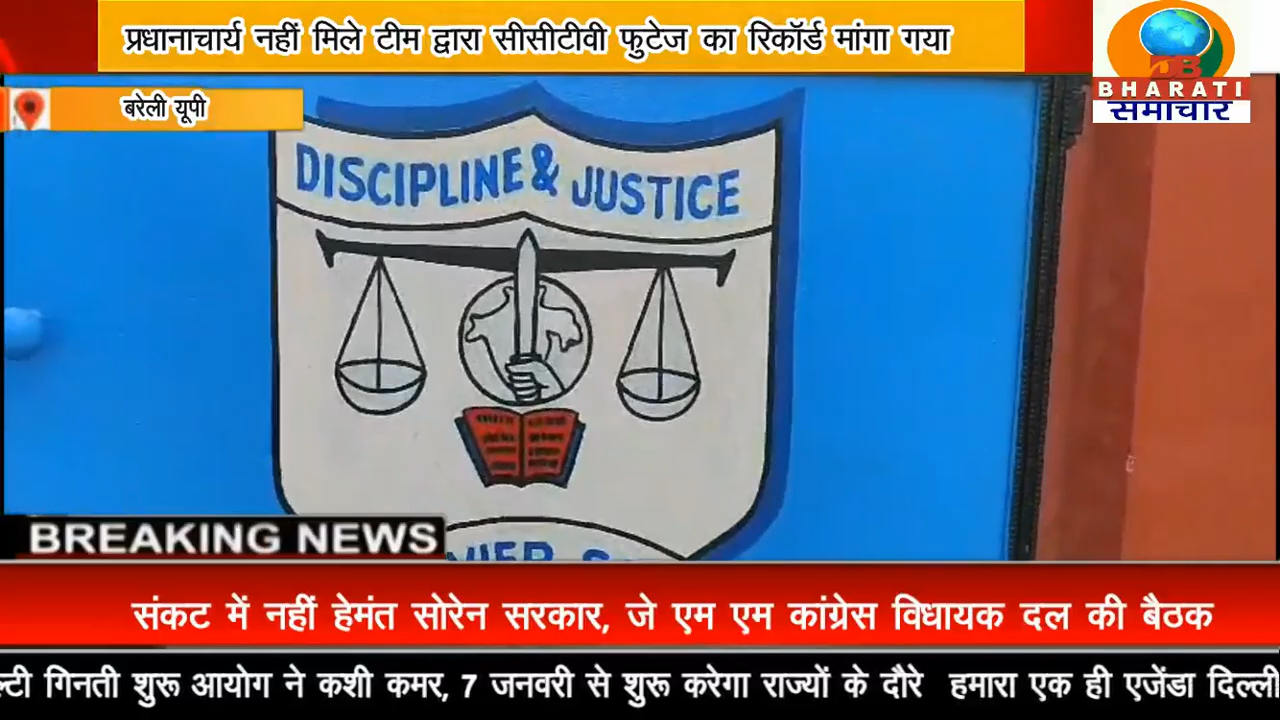 प्रधानाचार्य नहीं मिले टीम द्वारा सीसीटीवी फुटेज का रिकॉर्ड मांगा गया
DB
BHARATI
समाचार
बरेली यूपी
DISCIPLINE & JUSTICE
BREAKING NEWS
संकट में नहीं हेमंत सोरेन सरकार, जे एम एम कांग्रेस विधायक दल की बैठक
गिनती शुरू आयोग ने कशी कमर, 7 जनवरी से शुरू करेगा राज्यों के दौरे हमारा एक ही एजेंडा दिल्ली